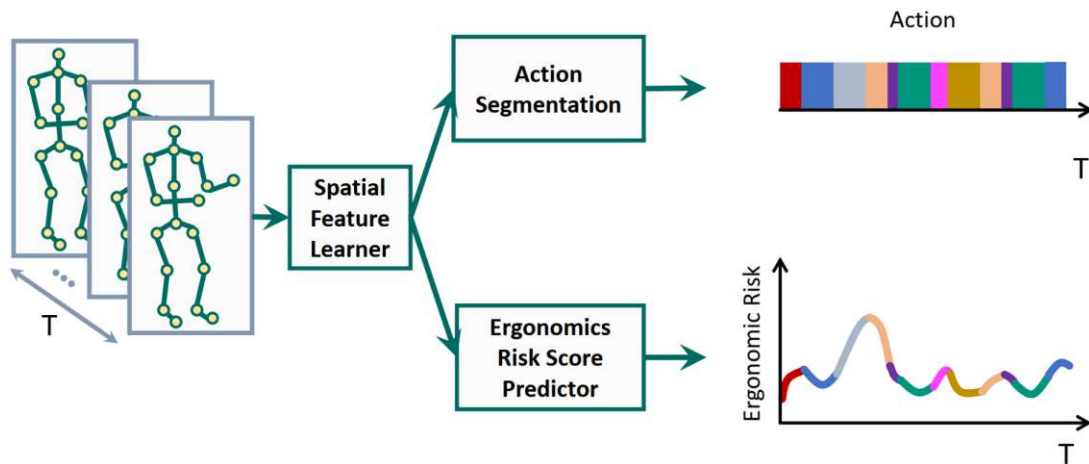 T
Spatial
Feature
Learner
Action
Segmentation
Ergonomics
Risk Score
Predictor
Action
T
Ergonomic Risk
T